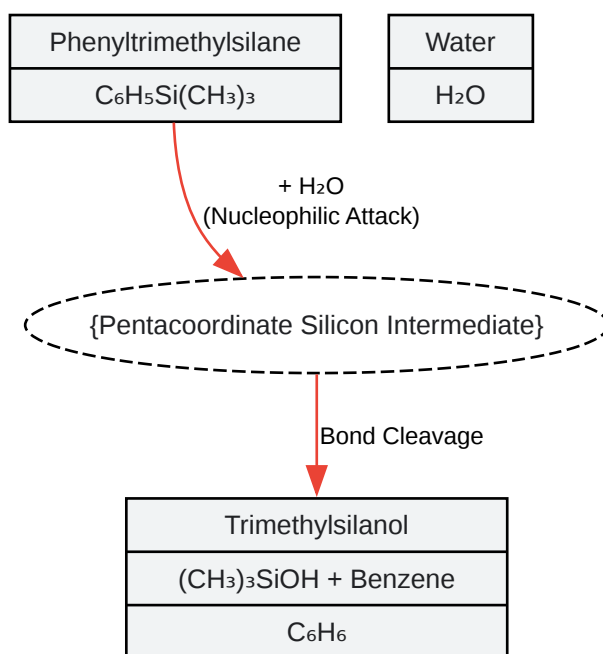 Phenyltrimethylsilane
C₆H₅Si(CH₃)₃
Water
H₂O
+ H₂O
(Nucleophilic Attack)
{Pentacoordinate Silicon Intermediate}
Bond Cleavage
Trimethylsilanol
(CH₃)₃SiOH + Benzene
C₆H₆